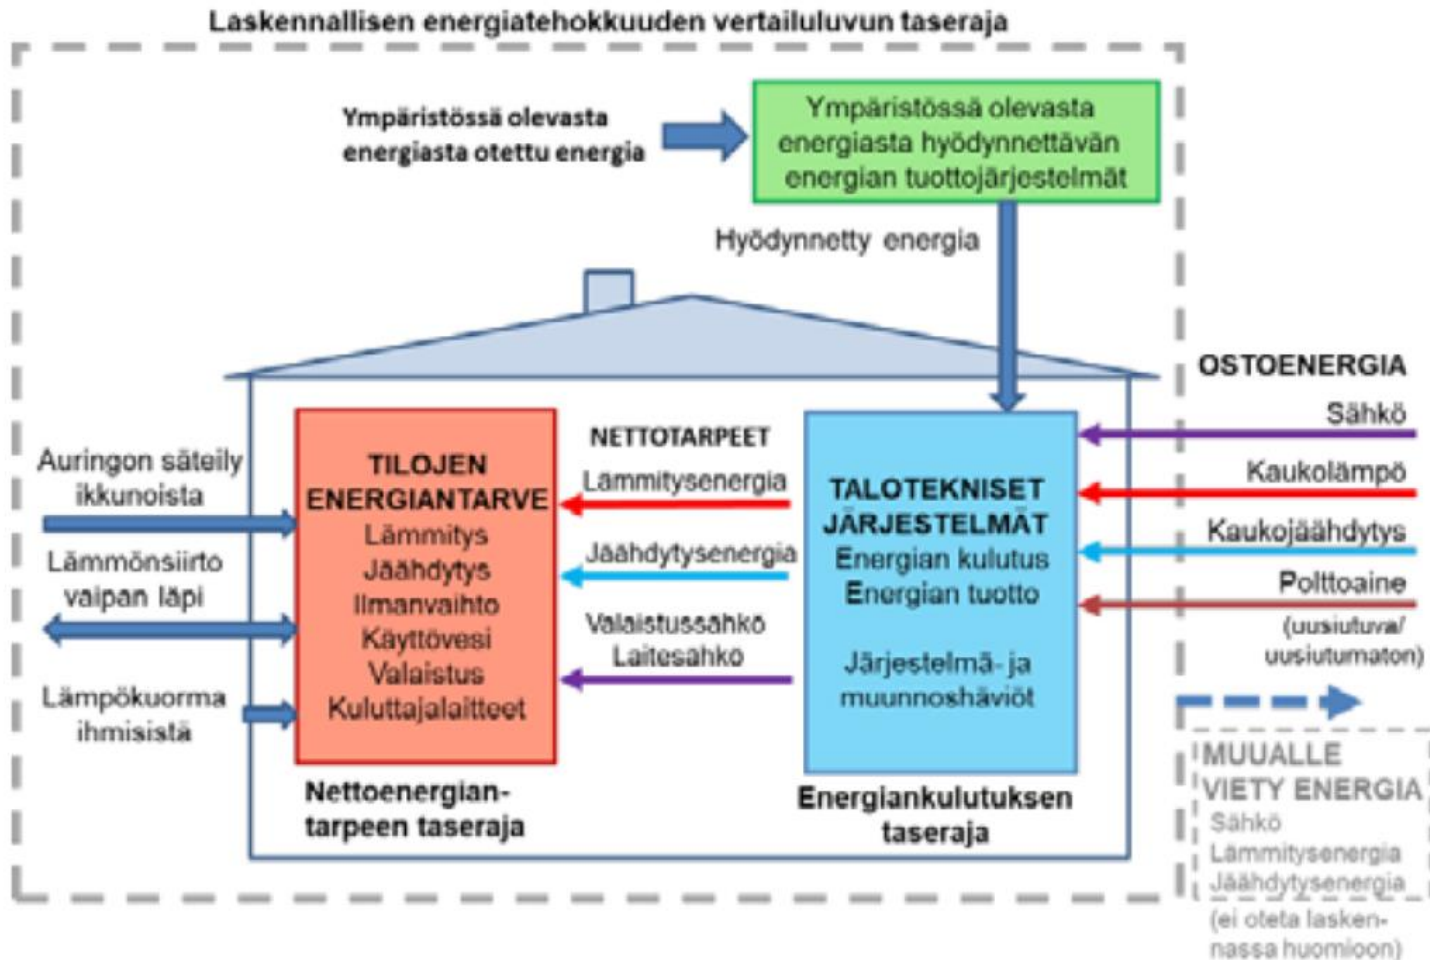 Laskennallisen energiatehokkuuden vertailuluvun taseraja
Ympäristössä olevasta
energiasta otettu energia
Ympäristössä olevasta
energiasta hyödynnettävän
energian tuottojärjestelmät
Hyödynnetty energia
OSTOENERGIA
Sähkö
Kaukolämpö
Kaukojäähdytys
Polttoaine
(uusiutuva/
uusiutumaton)
Auringon säteily
ikkunoista
Lämmönsiirto
vaipan läpi
Lämpökuorma
ihmisistä
TILOJEN
ENERGIANTARVE
Lämmitys
Jäähdytys
Ilmanvaihto
Käyttövesi
Valaistus
Kuluttajalaitteet
Nettoenergian-
tarpeen taseraja
NETTOTARPEET
Lämmitysenergia
Jäähdytysenergia
Valaistussähkö
Laitesähkö
TALOTEKNISET
JÄRJESTELMÄT
Energian kulutus
Energian tuotto
Järjestelmä- ja
muunnoshäviöt
Energiankulutuksen
taseraja
MUUALLE
VIETY ENERGIA
Sähkö
Lämmitysenergia
Jäähdytysenergia
(ei oteta lasken-
nassa huomioon)